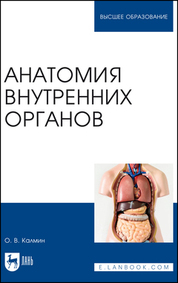 ВЫСШЕЕ ОБРАЗОВАНИЕ
АНАТОМИЯ
ВНУТРЕННИХ
ОРГАНОВ
О. В. Калмин
ЛАНЬ
E.LANBOOK.COM